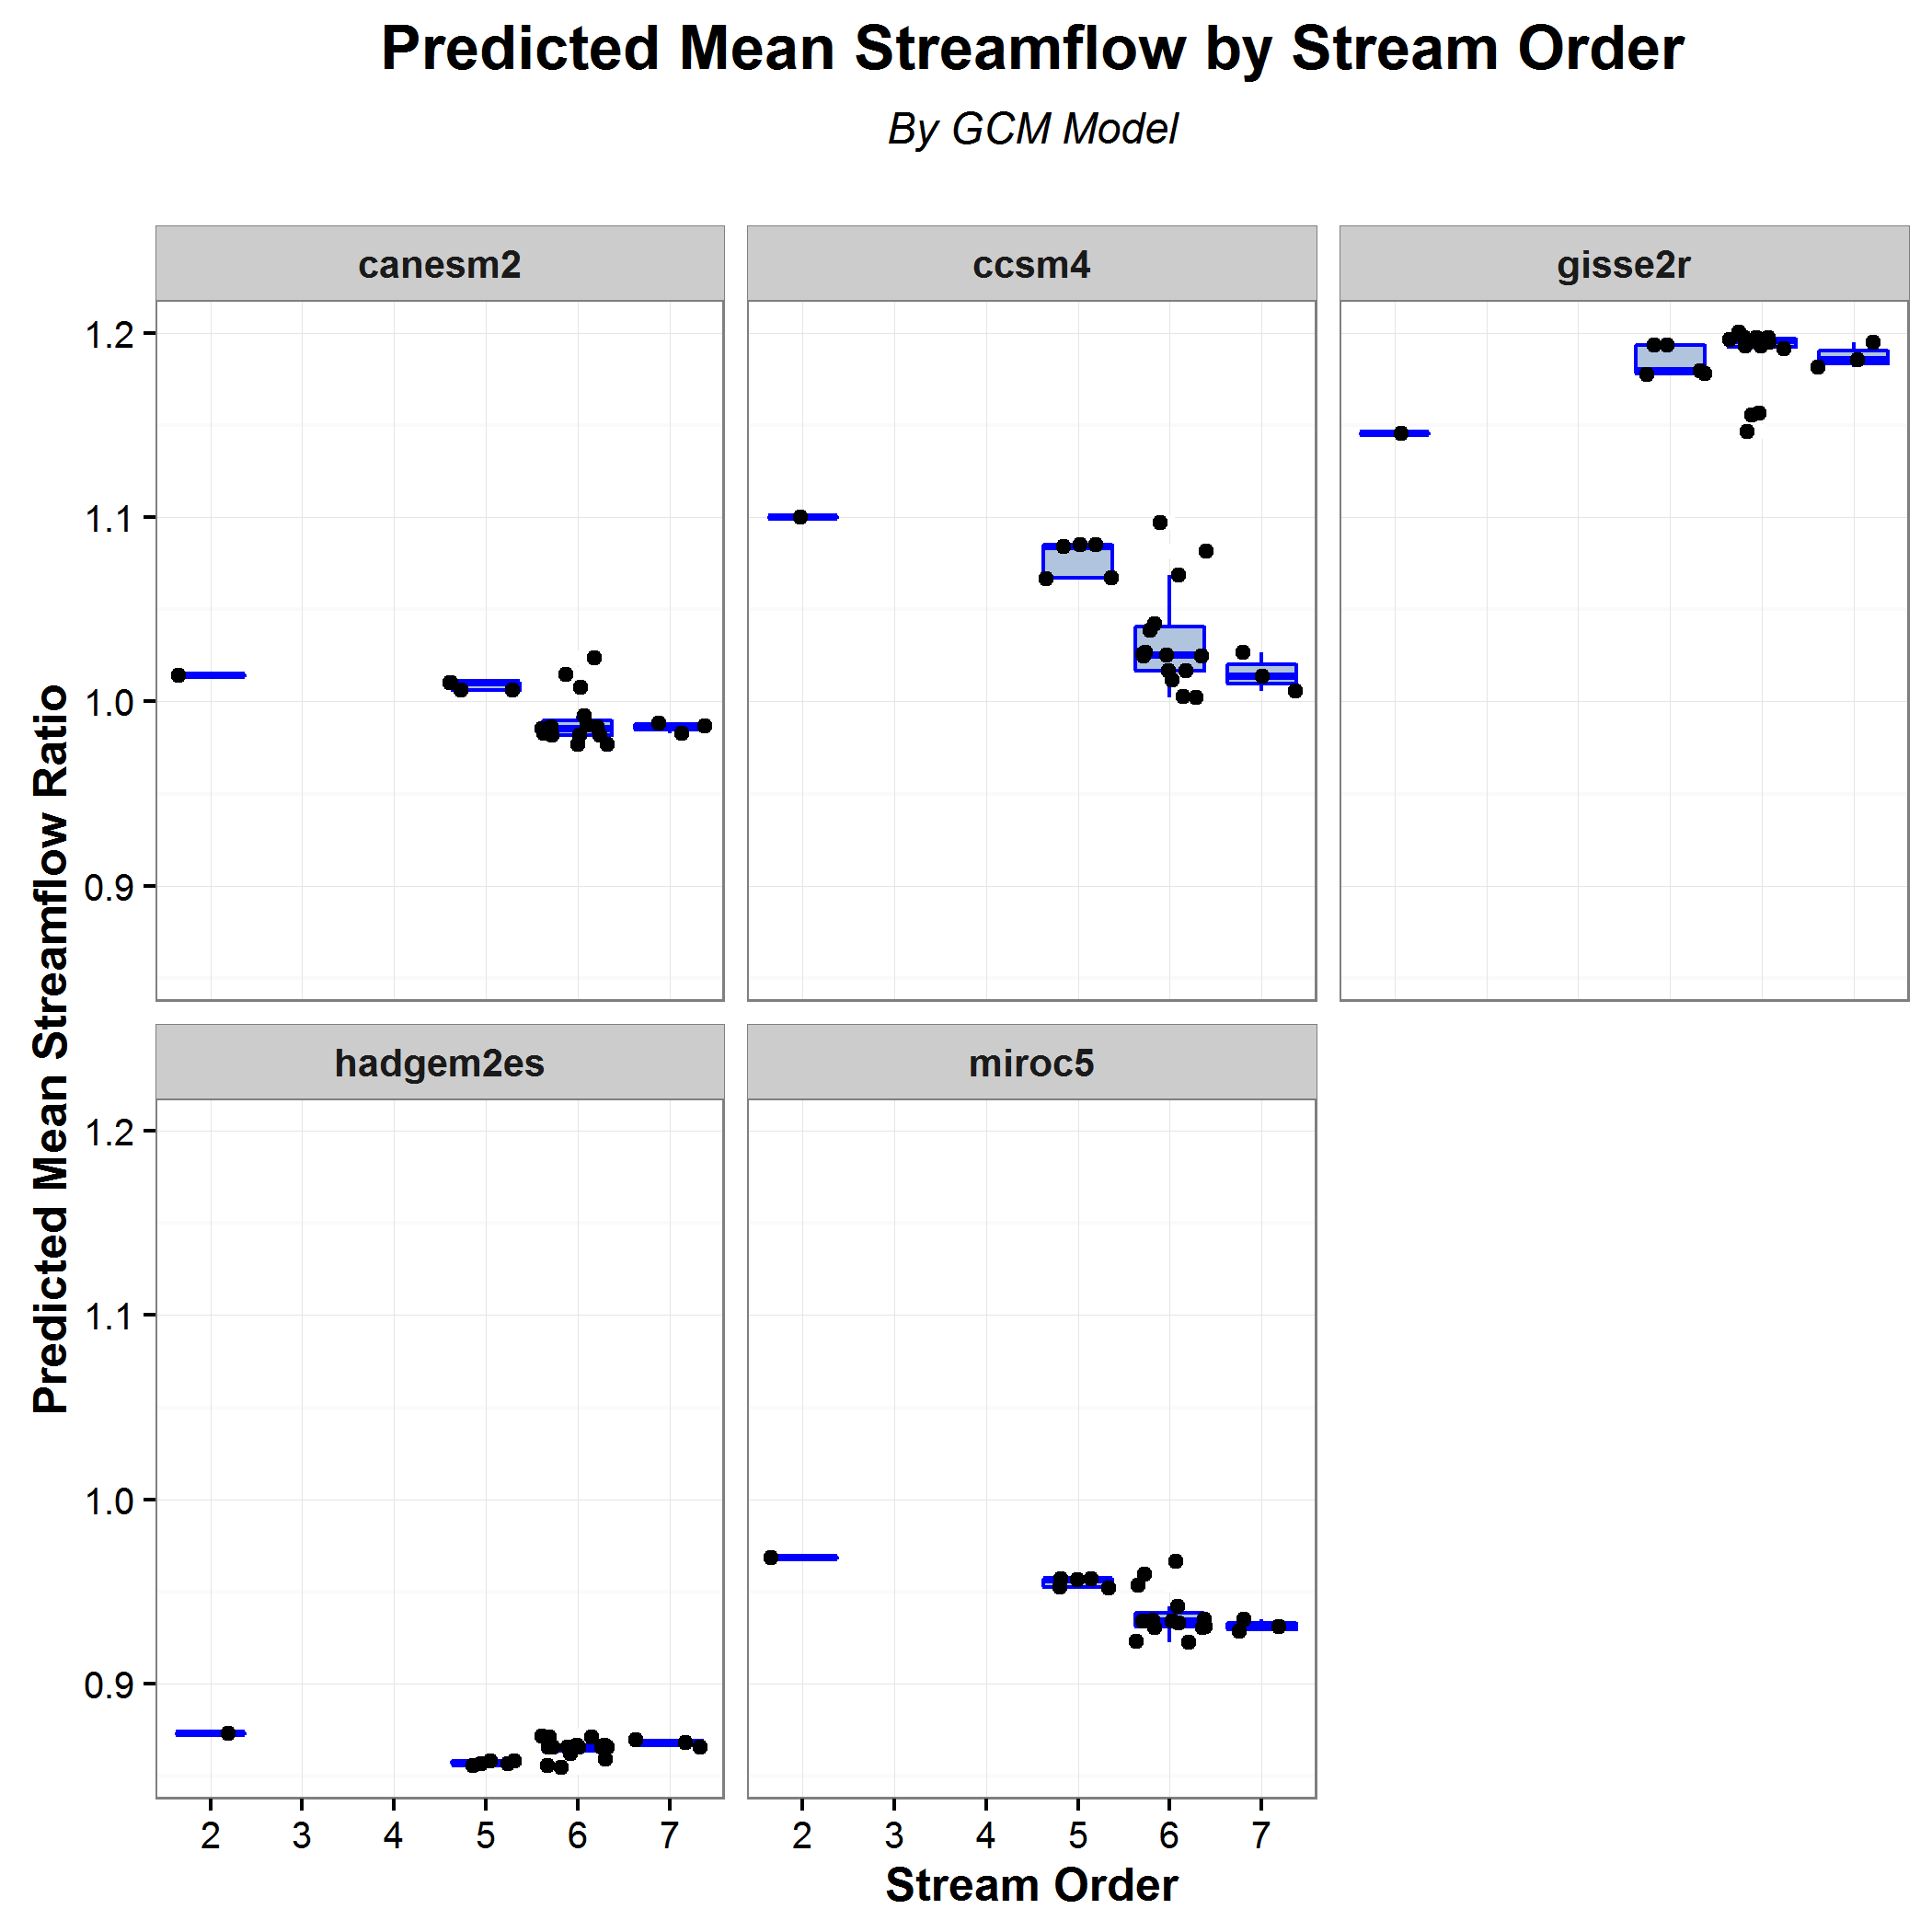 Predicted Mean Streamflow by Stream Order
By GCM Model
canesm2
ccsm4
gisse2r
1.2
1.1
1.0
0.9
Predicted Mean Streamflow Ratio
hadgem2es
miroc5
1.2
1.1
1.0
0.9
2 3 4 5 6 7
2 3 4 5 6 7
Stream Order